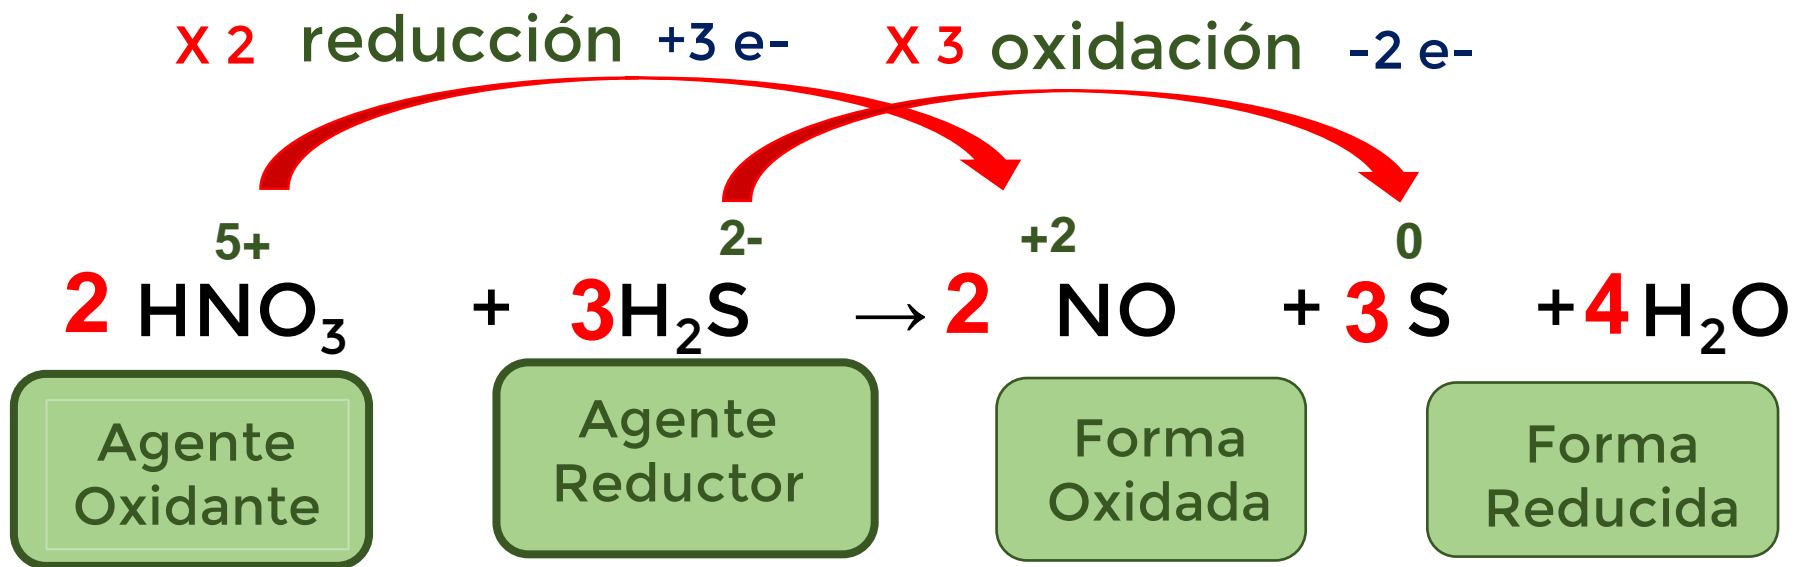 X 2 reducción +3 e- X 3 oxidación -2 e-
5+ 2- +2 0
2 HNO₃ + 3H₂S → 2 NO + 3 S + 4 H₂O
Agente
Oxidante
Agente
Reductor
Forma
Oxidada
Forma
Reducida